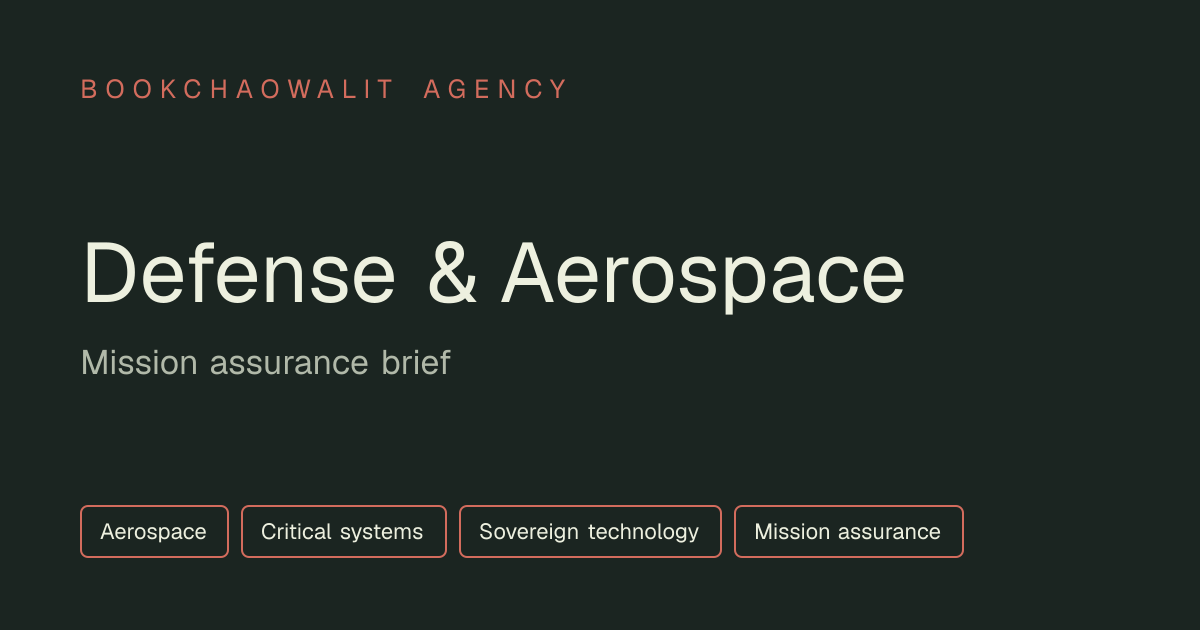 BOOKCHAOWALIT AGENCY
Defense & Aerospace
Mission assurance brief
Aerospace
Critical systems
Sovereign technology
Mission assurance